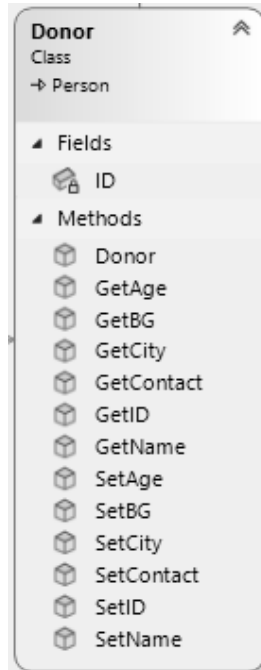 Donor
Class
Person
Fields
ID
Methods
Donor
GetAge
GetBG
GetCity
GetContact
GetID
GetName
SetAge
SetBG
SetCity
SetContact
SetID
SetName